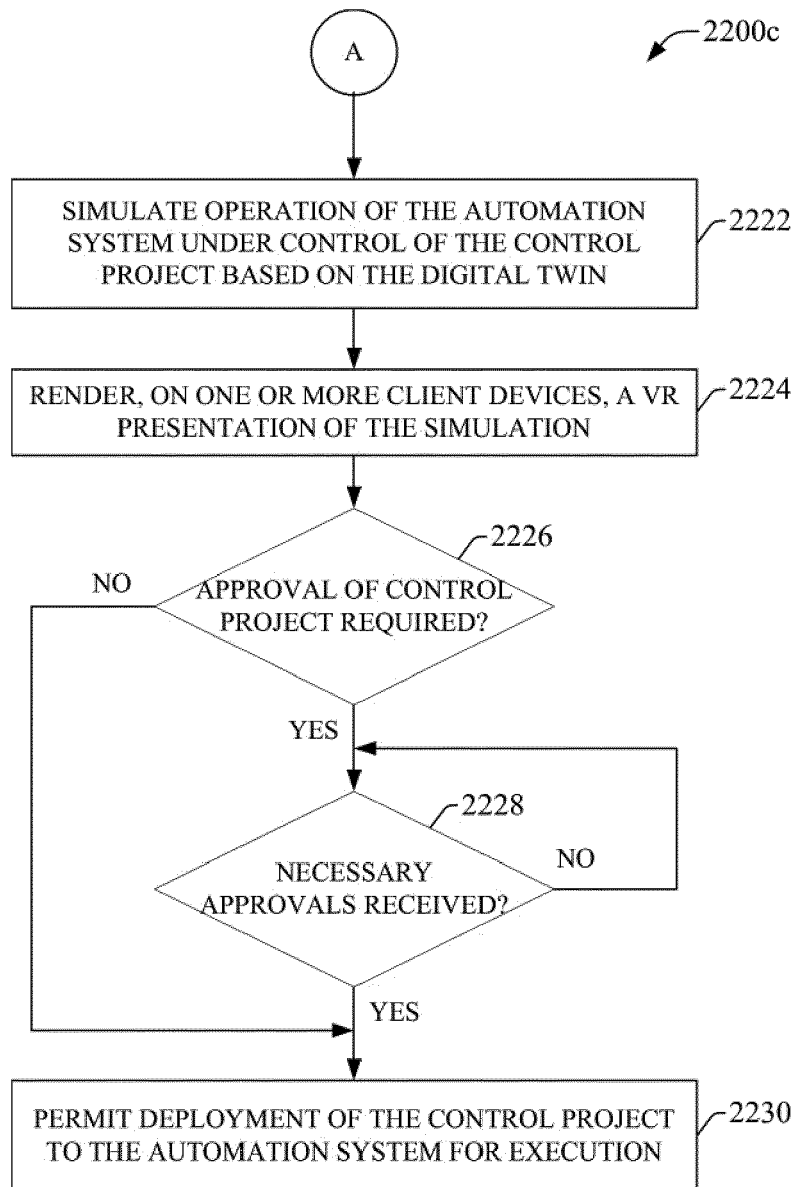 A
2200c
SIMULATE OPERATION OF THE AUTOMATION
SYSTEM UNDER CONTROL OF THE CONTROL
PROJECT BASED ON THE DIGITAL TWIN
2222
RENDER, ON ONE OR MORE CLIENT DEVICES, A VR
PRESENTATION OF THE SIMULATION
2224
2226
NO
APPROVAL OF CONTROL
PROJECT REQUIRED?
YES
2228
NO
NECESSARY
APPROVALS RECEIVED?
YES
PERMIT DEPLOYMENT OF THE CONTROL PROJECT
TO THE AUTOMATION SYSTEM FOR EXECUTION
2230